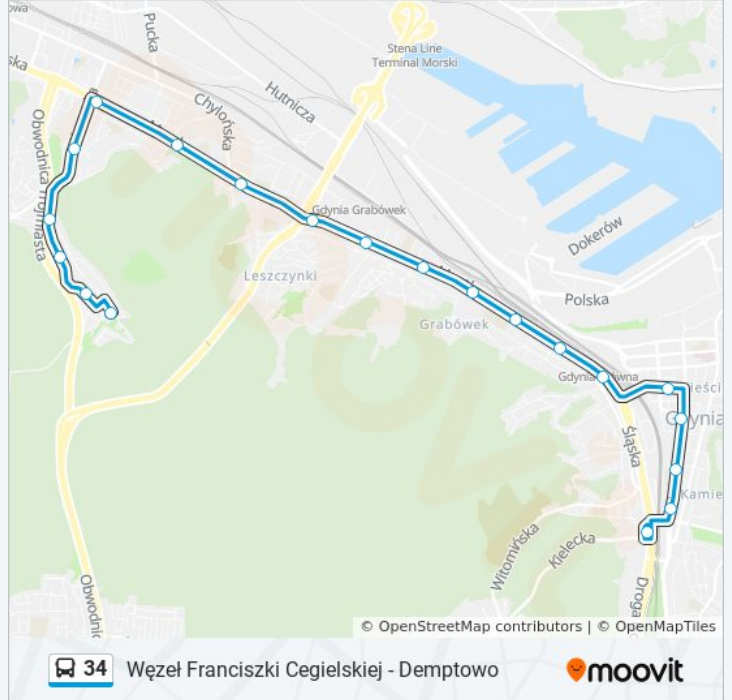 owa
ska
Pucka
Stena Line
Terminal Morski
Hutnicza
Chylońska
Obwodnica Trójmiasta
Gdynia Grabówek
Dokerów
Leszczynki
Polska
Grabówek
Gdynia Główna
ieści
Gdynia
Śląska
Kamie
Witomińska
Kielecka
Obwodnic
Droga
© OpenStreetMap contributors | © OpenMapTiles
34 Węzeł Franciszki Cegielskiej - Demptowo
moovit